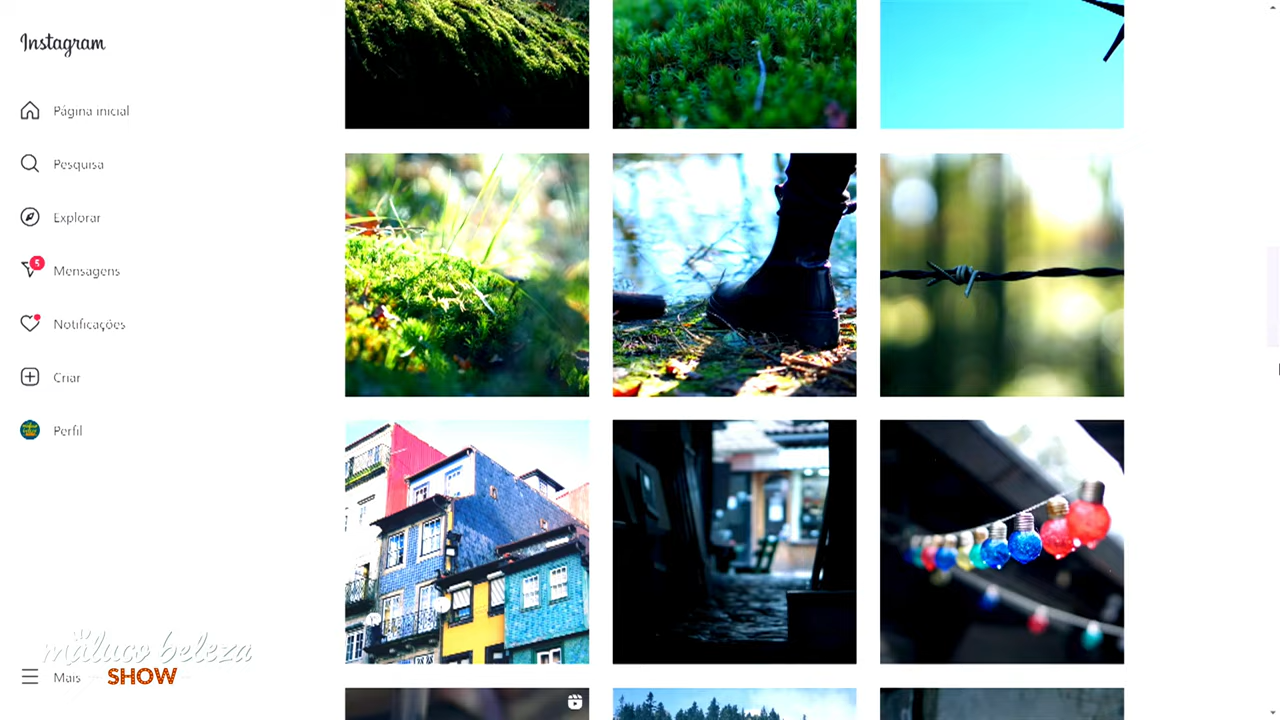 Instagram
Página inicial
Pesquisa
Explorar
5
Mensagens
Notificações
Criar
Perfil
maluco beleza
SHOW
Mais